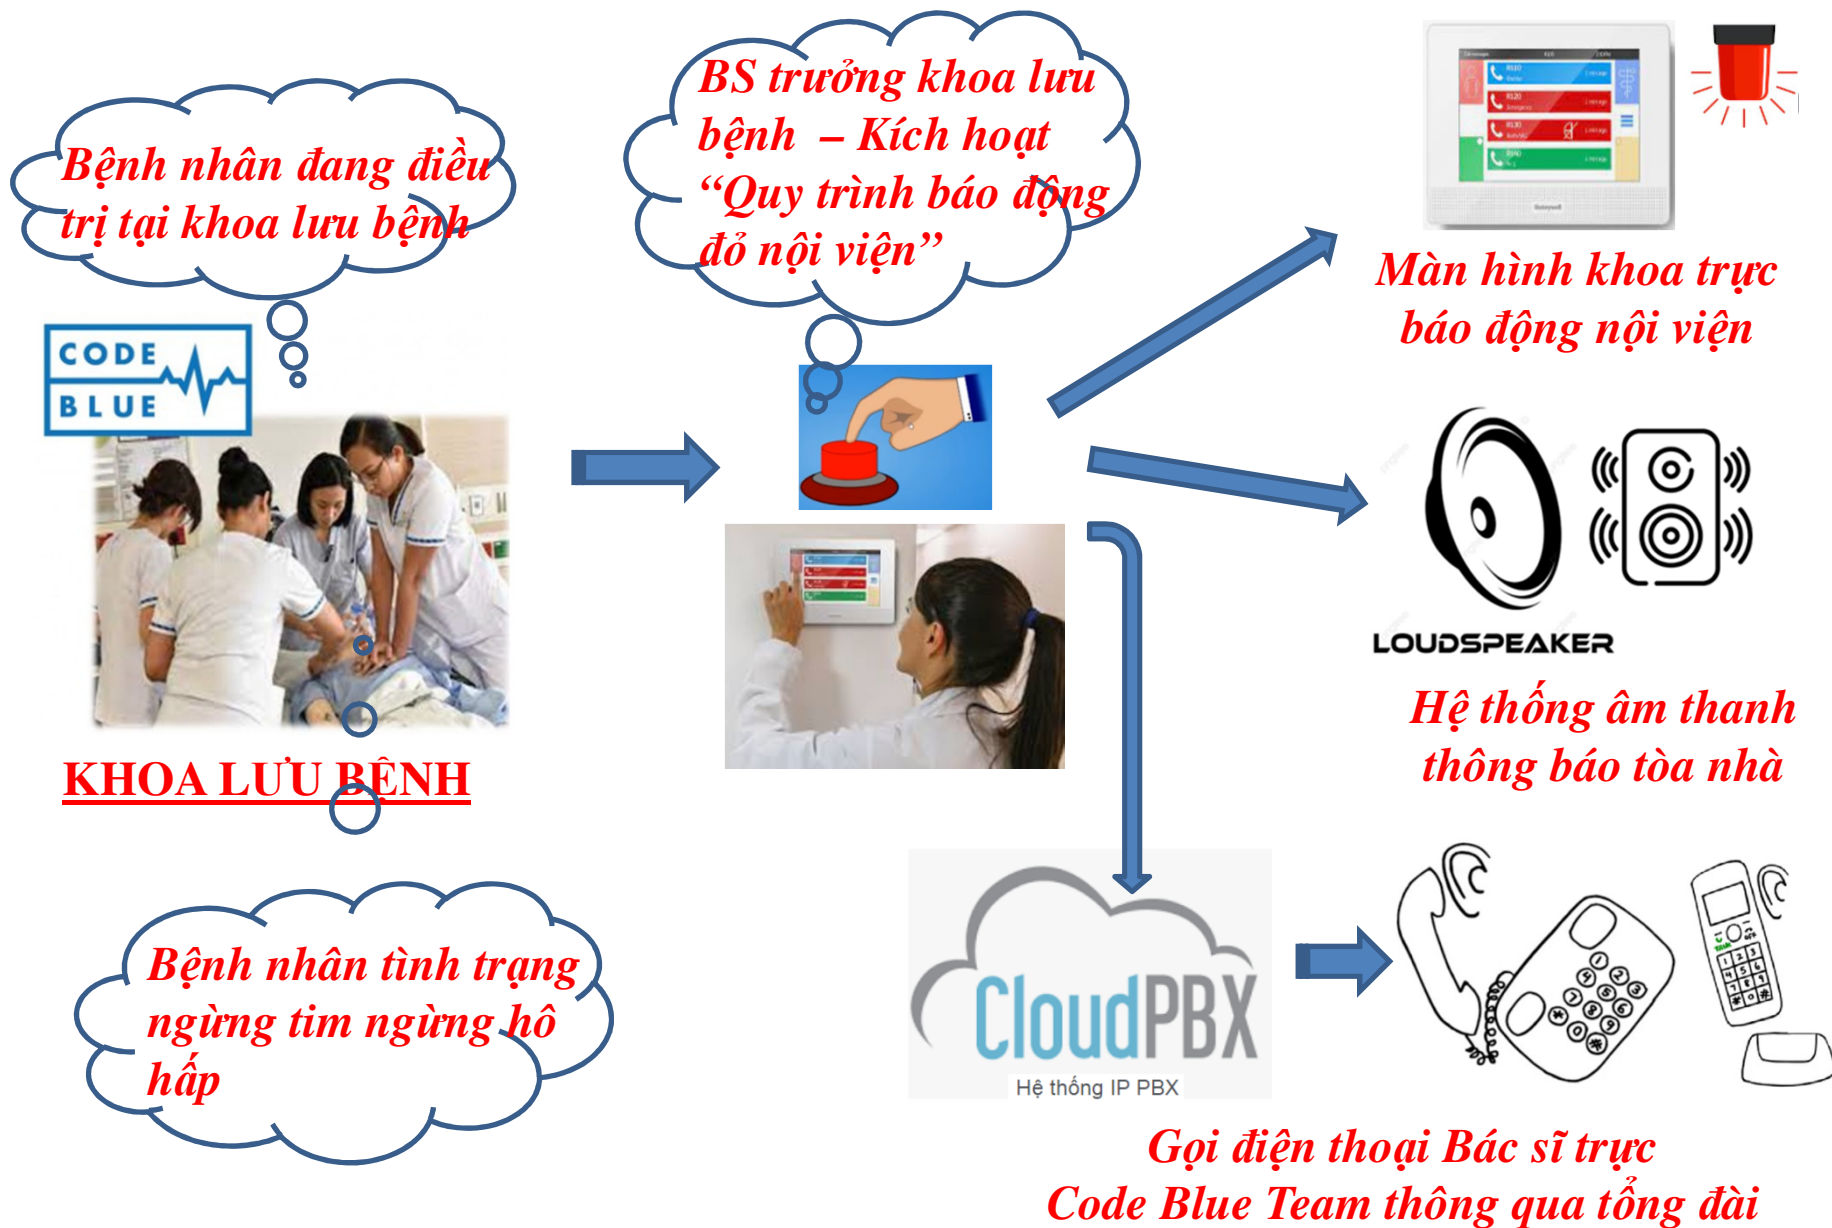 Bệnh nhân đang điều
trị tại khoa lưu bệnh
BS trưởng khoa lưu
bệnh – Kích hoạt
“Quy trình báo động
đỏ nội viện”
Màn hình khoa trực
báo động nội viện
CODE
BLUE
KHOA LƯU BỆNH
LOUDSPEAKER
Hệ thống âm thanh
thông báo tòa nhà
Bệnh nhân tình trạng
ngừng tim ngừng hô
hấp
CloudPBX
Hệ thống IP PBX
Gọi điện thoại Bác sĩ trực
Code Blue Team thông qua tổng đài